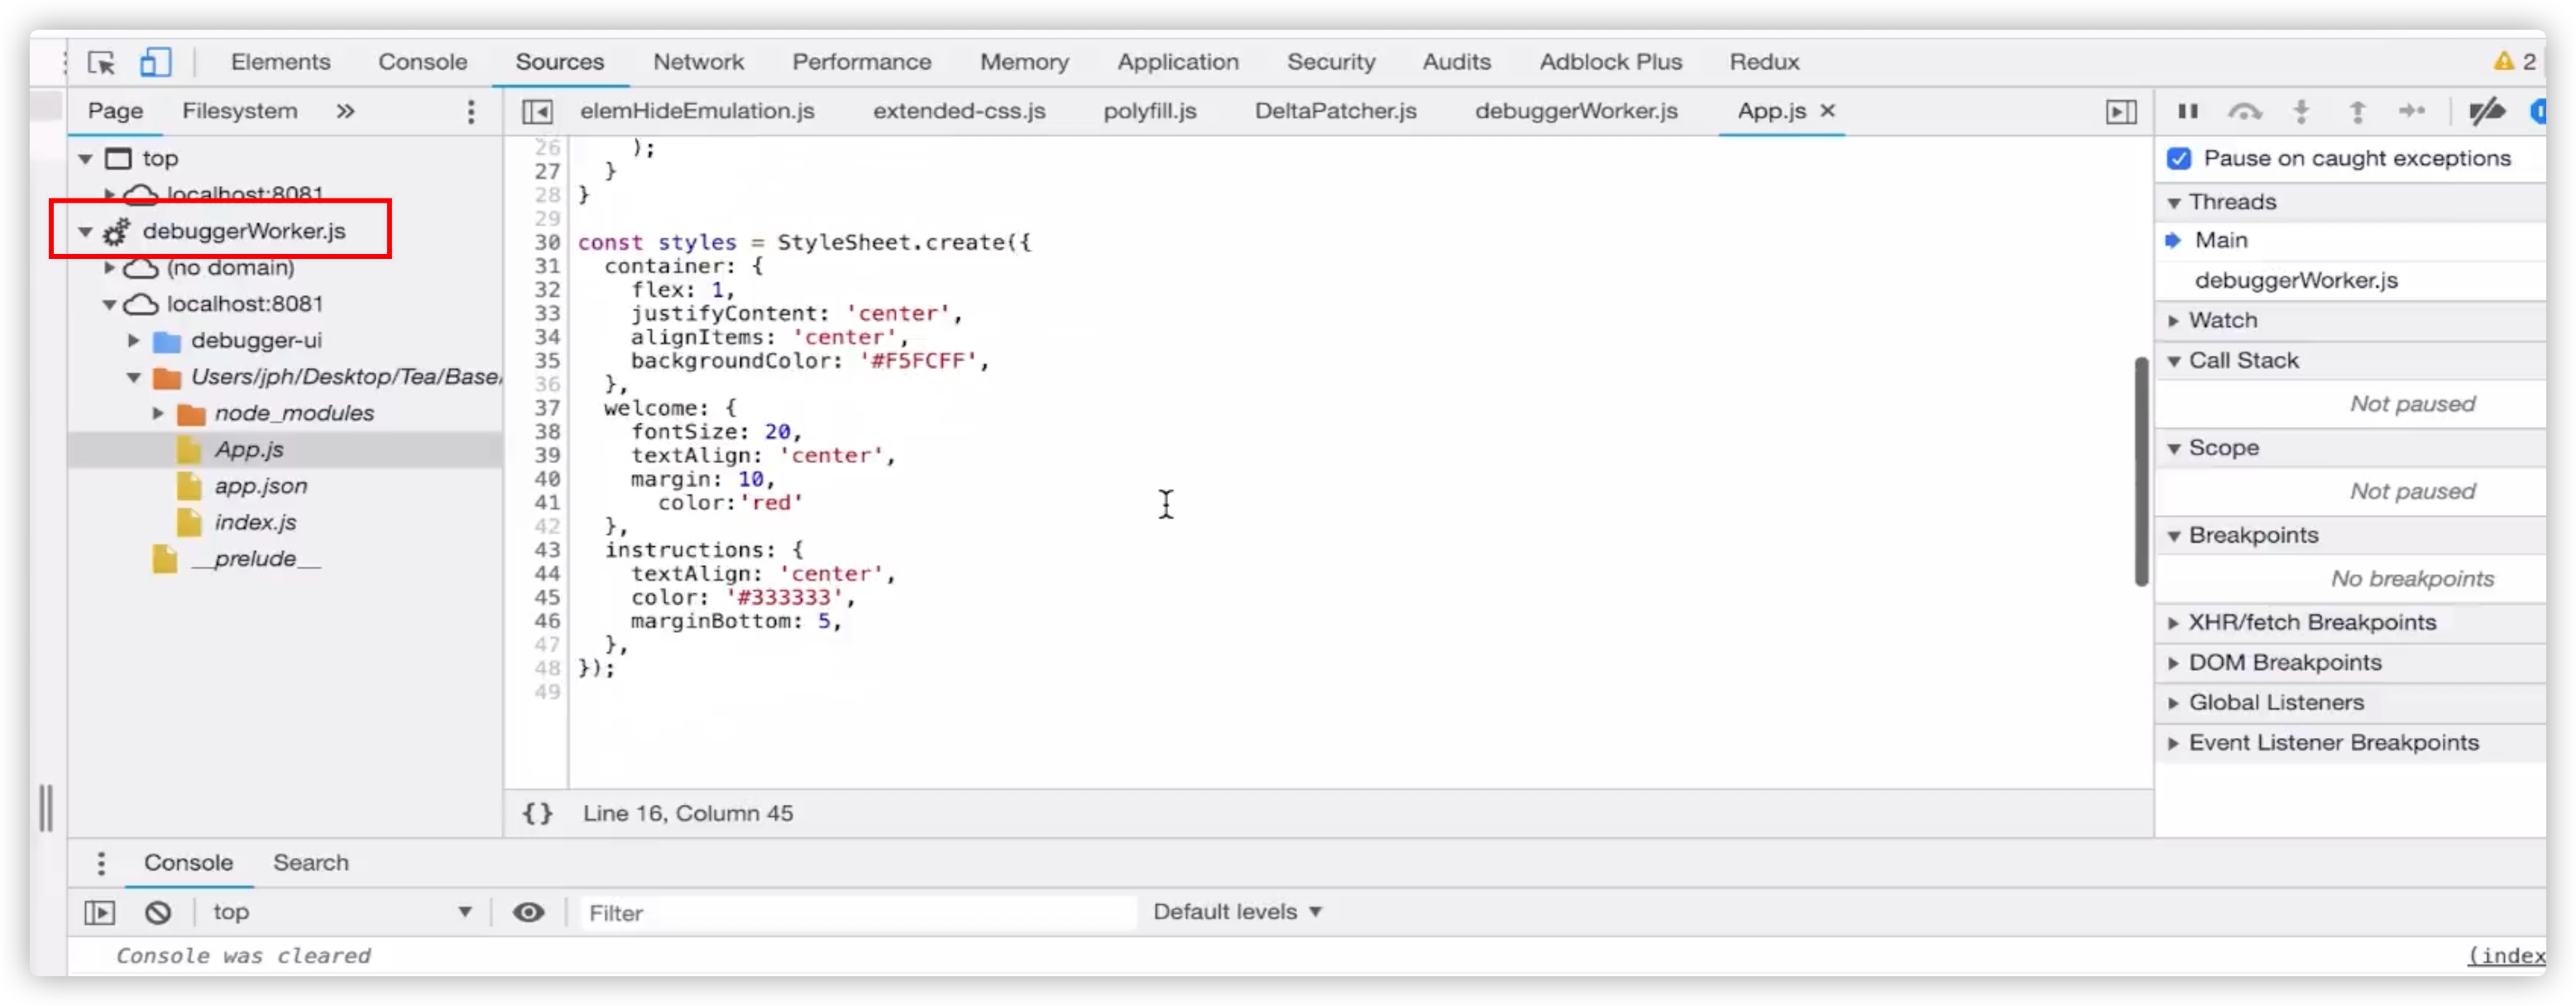 Elements Console Sources Network Performance Memory Application Security Audits Adblock Plus Redux 2
Page Filesystem » elemHideEmulation.js extended-css.js polyfill.js DeltaPatcher.js debuggerWorker.js App.js ×
top
localhost:8081
debuggerWorker.js
(no domain)
localhost:8081
debugger-ui
Users/jph/Desktop/Tea/Base/
node_modules
App.js
app.json
index.js
__prelude__
26     );
27   }
28 }
29
30 const styles = StyleSheet.create({
31   container: {
32     flex: 1,
33     justifyContent: 'center',
34     alignItems: 'center',
35     backgroundColor: '#F5FCFF',
36   },
37   welcome: {
38     fontSize: 20,
39     textAlign: 'center',
40     margin: 10,
41       color:'red'
42   },
43   instructions: {
44     textAlign: 'center',
45     color: '#333333',
46     marginBottom: 5,
47   },
48 });
49
{ } Line 16, Column 45
Pause on caught exceptions
Threads
Main
debuggerWorker.js
Watch
Call Stack
Not paused
Scope
Not paused
Breakpoints
No breakpoints
XHR/fetch Breakpoints
DOM Breakpoints
Global Listeners
Event Listener Breakpoints
Console Search
top Filter Default levels
Console was cleared (index